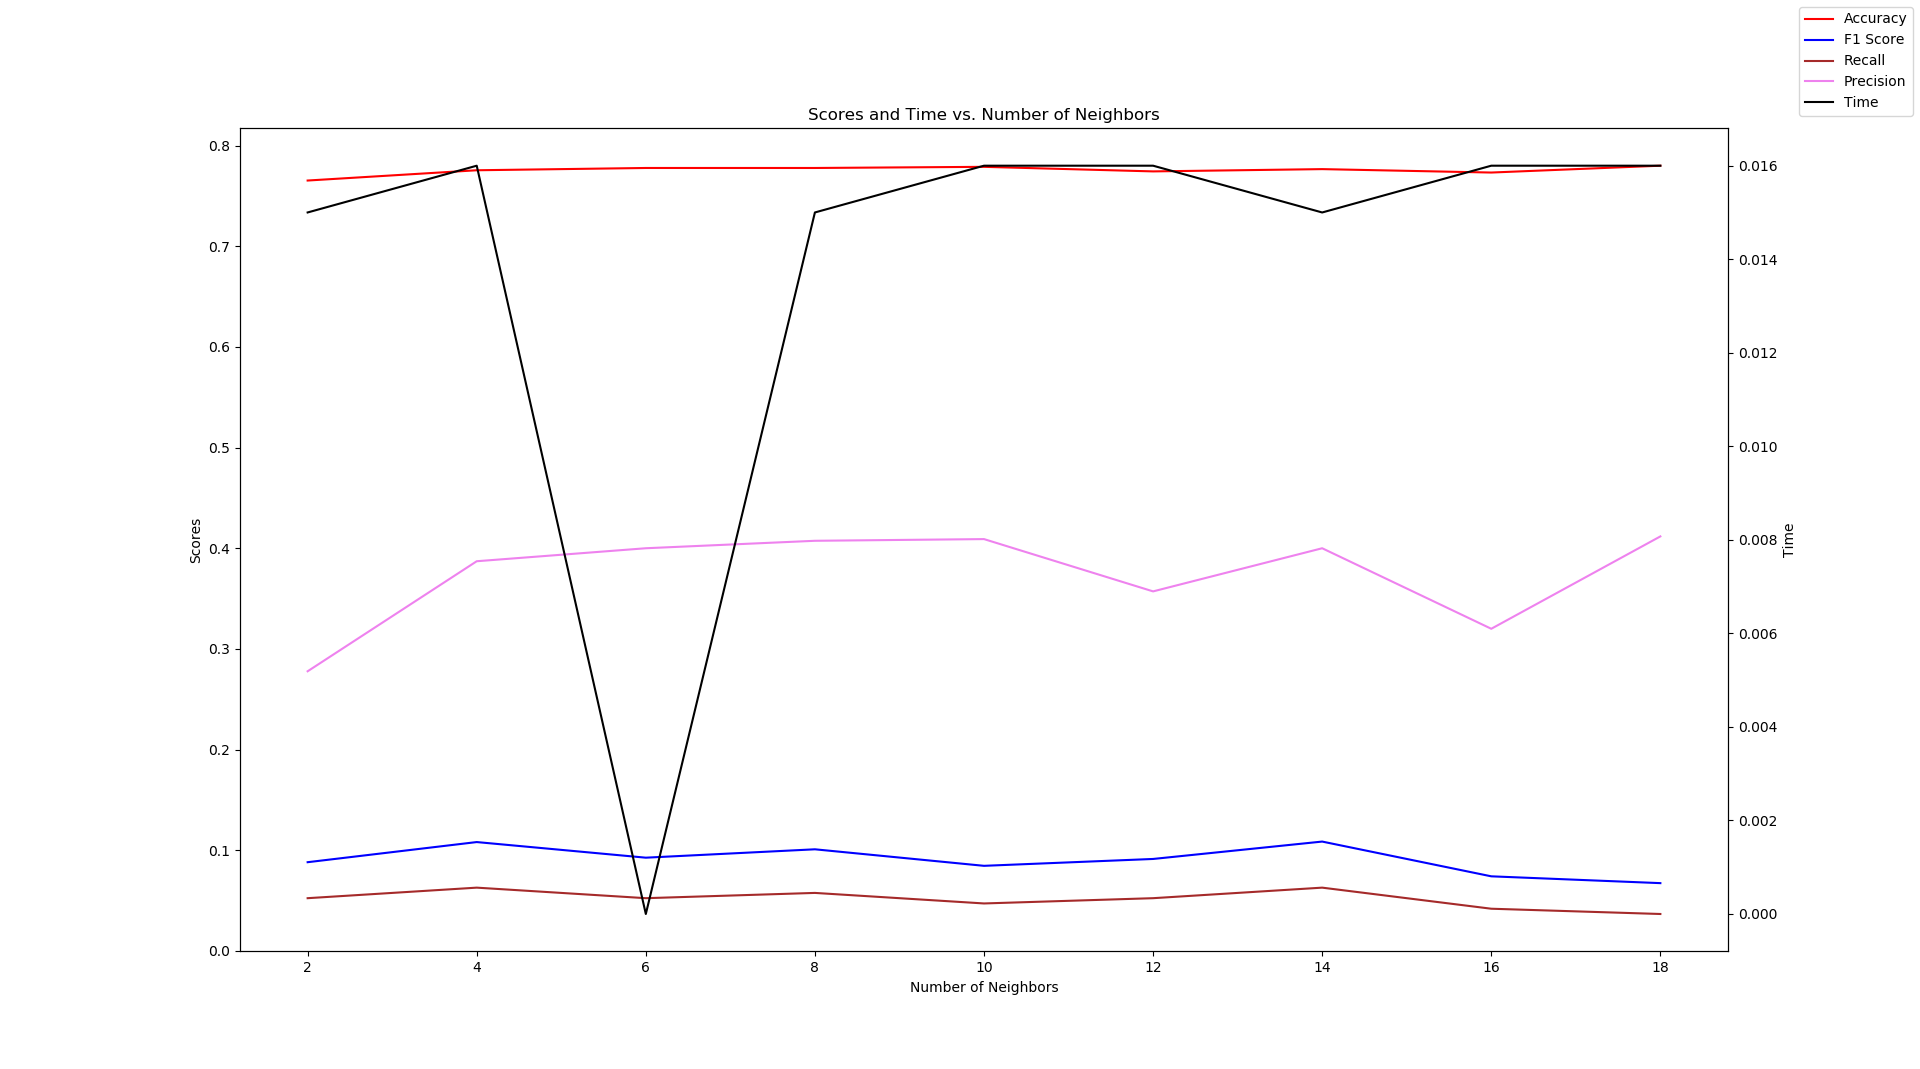 Accuracy
F1 Score
Recall
Precision
Time
Scores and Time vs. Number of Neighbors
0.8
0.7
0.6
0.5
0.4
0.3
0.2
0.1
0.0
Scores
0.016
0.014
0.012
0.010
0.008
0.006
0.004
0.002
0.000
Time
2 4 6 8 10 12 14 16 18
Number of Neighbors